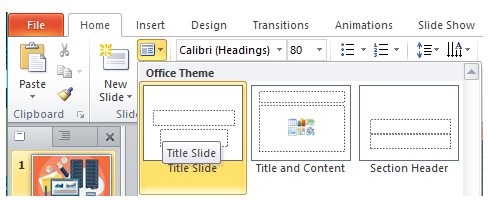 File Home Insert Design Transitions Animations Slide Show
Calibri (Headings) 80
Paste
New
Slide
Clipboard
Office Theme
Title Slide
Title Slide Title and Content Section Header
1